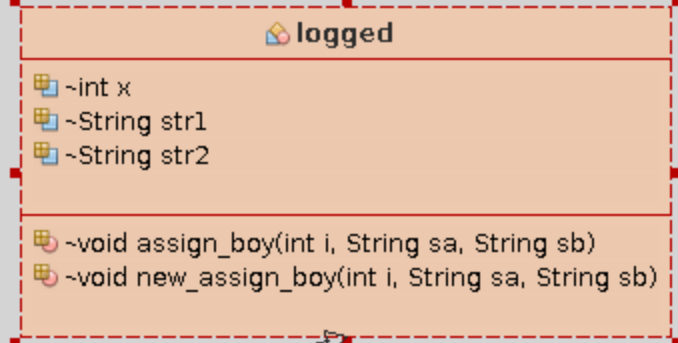 logged
~int x
~String str1
~String str2
~void assign_boy(int i, String sa, String sb)
~void new_assign_boy(int i, String sa, String sb)